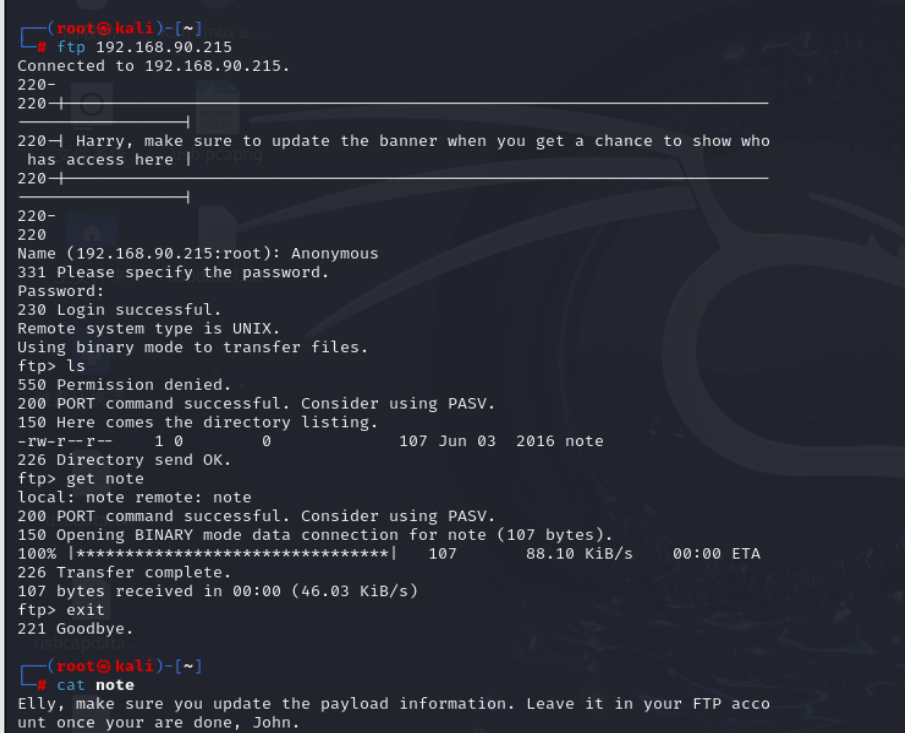 ┌──(root㉿kali)-[~]
└─# ftp 192.168.90.215
Connected to 192.168.90.215.
220-
220-|─────────────────────────────────────────────────────────────────────
─────────────────|
220-| Harry, make sure to update the banner when you get a chance to show who
 has access here |
220-|─────────────────────────────────────────────────────────────────────
─────────────────|
220-
220
Name (192.168.90.215:root): Anonymous
331 Please specify the password.
Password:
230 Login successful.
Remote system type is UNIX.
Using binary mode to transfer files.
ftp> ls
550 Permission denied.
200 PORT command successful. Consider using PASV.
150 Here comes the directory listing.
-rw-r--r--    1 0        0             107 Jun 03  2016 note
226 Directory send OK.
ftp> get note
local: note remote: note
200 PORT command successful. Consider using PASV.
150 Opening BINARY mode data connection for note (107 bytes).
100% |********************************|   107       88.10 KiB/s    00:00 ETA
226 Transfer complete.
107 bytes received in 00:00 (46.03 KiB/s)
ftp> exit
221 Goodbye.
usbcapdata...
┌──(root㉿kali)-[~]
└─# cat note
Elly, make sure you update the payload information. Leave it in your FTP acco
unt once your are done, John.